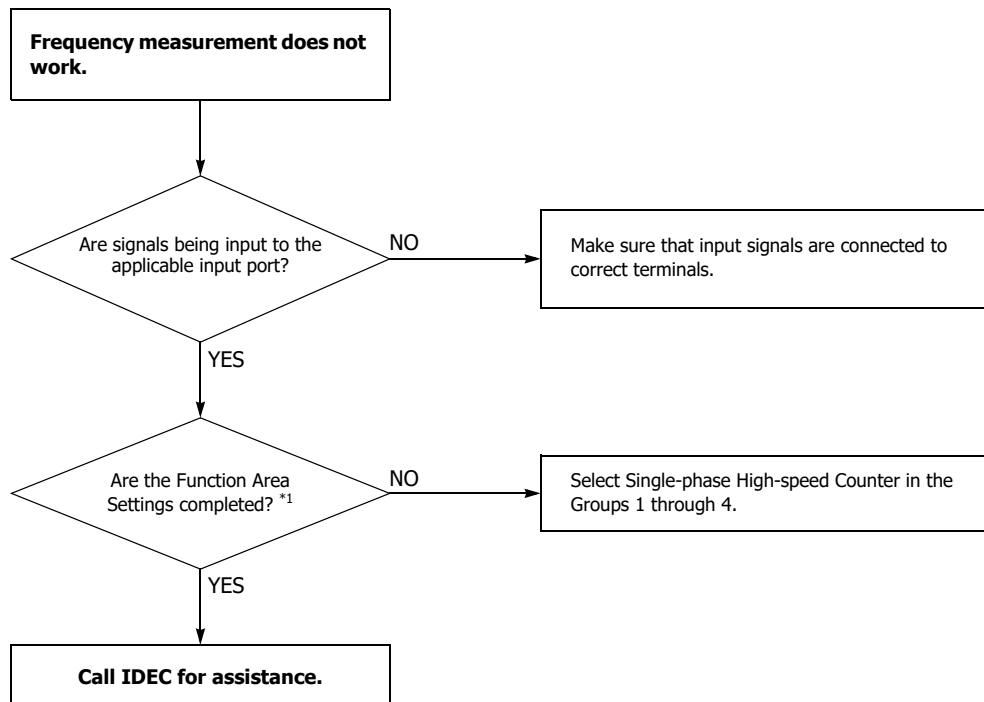 Frequency measurement does not
work.
Are signals being input to the
applicable input port?
NO
Make sure that input signals are connected to
correct terminals.
YES
Are the Function Area
Settings completed? *1
NO
Select Single-phase High-speed Counter in the
Groups 1 through 4.
YES
Call IDEC for assistance.